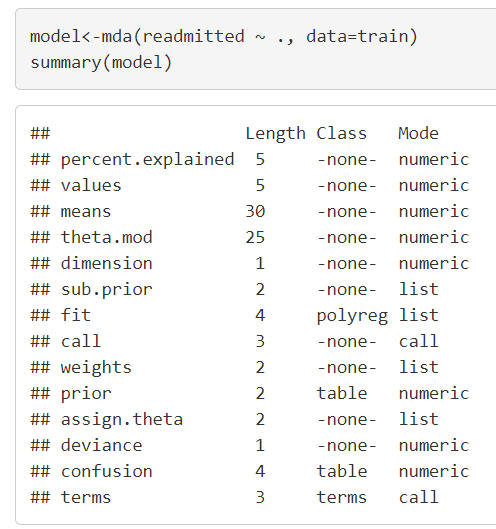 model<-mda(readmitted ~ ., data=train)
summary(model)
##                   Length Class   Mode
## percent.explained  5     -none-  numeric
## values             5     -none-  numeric
## means             30     -none-  numeric
## theta.mod         25     -none-  numeric
## dimension          1     -none-  numeric
## sub.prior          2     -none-  list
## fit                4     polyreg list
## call               3     -none-  call
## weights            2     -none-  list
## prior              2     table   numeric
## assign.theta       2     -none-  list
## deviance           1     -none-  numeric
## confusion          4     table   numeric
## terms              3     terms   call